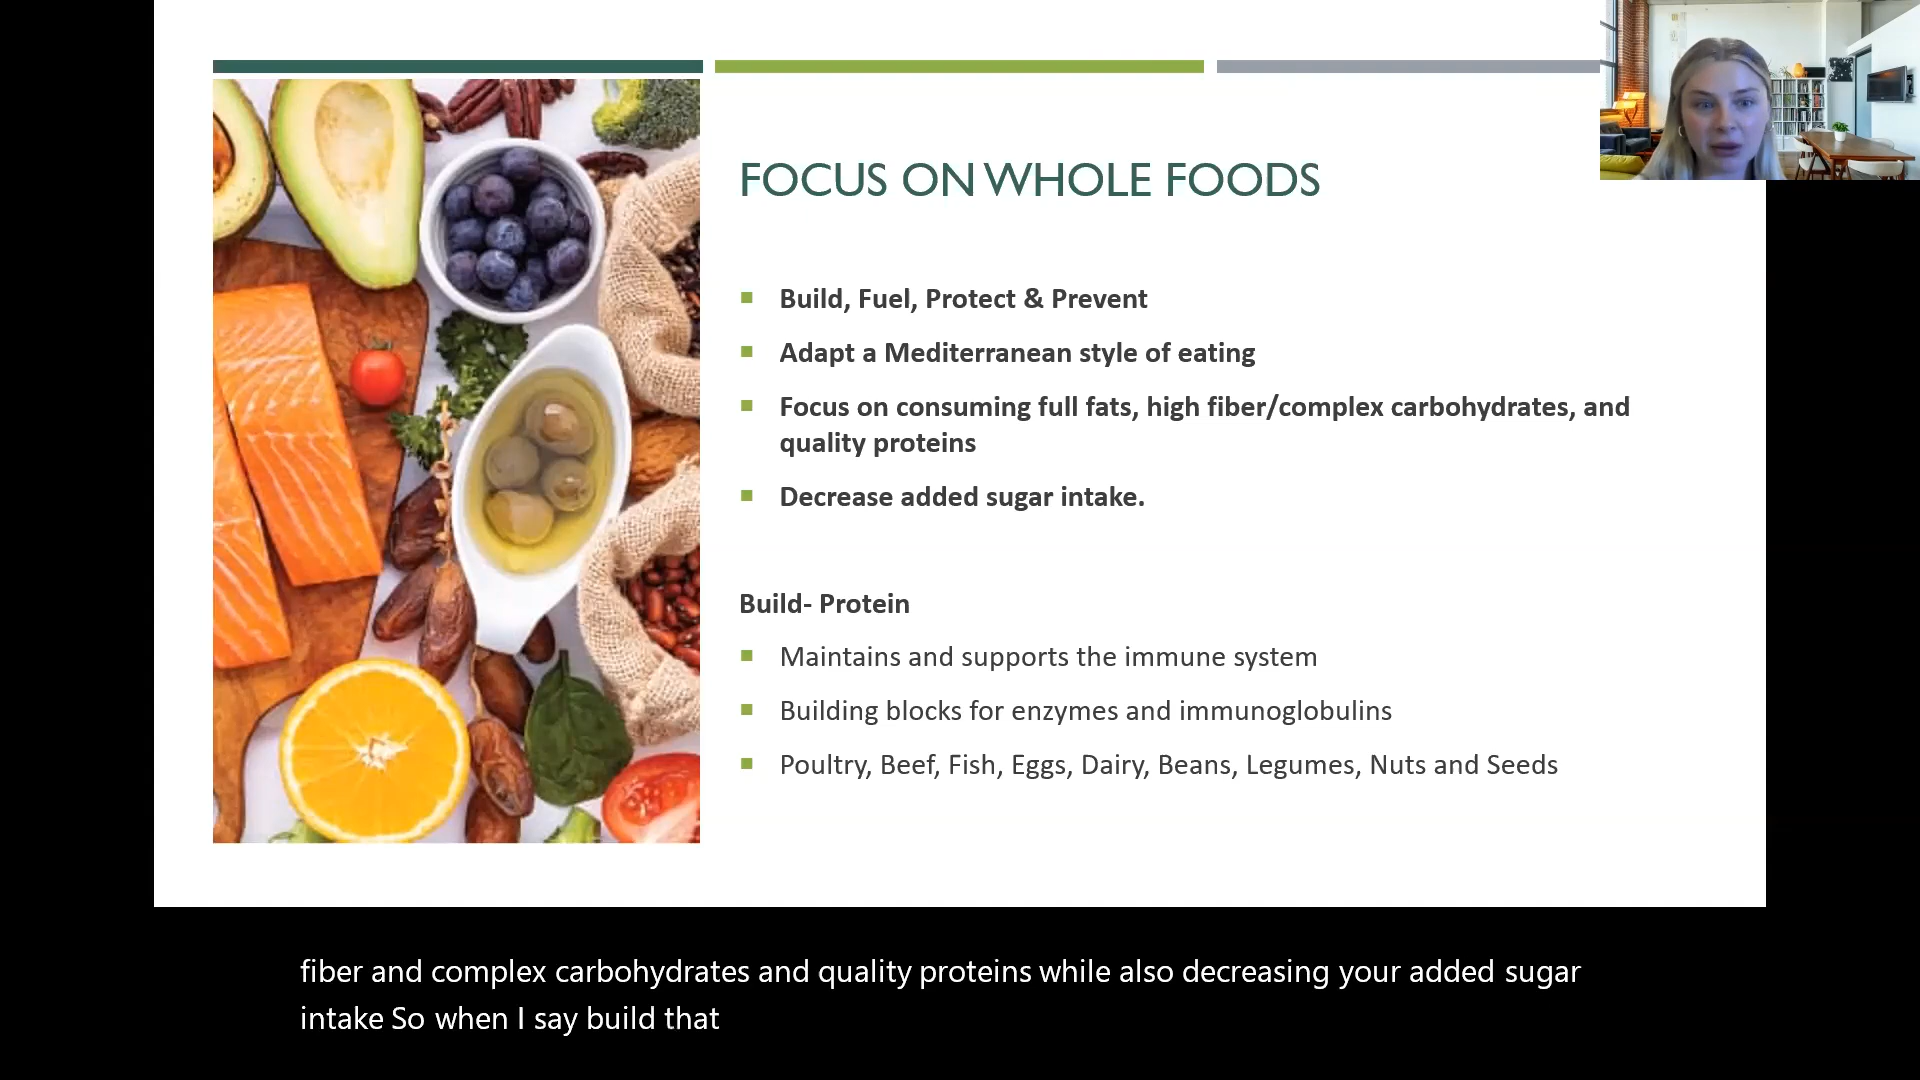 FOCUS ON WHOLE FOODS
Build, Fuel, Protect & Prevent
Adapt a Mediterranean style of eating
Focus on consuming full fats, high fiber/complex carbohydrates, and
quality proteins
Decrease added sugar intake.
Build- Protein
Maintains and supports the immune system
Building blocks for enzymes and immunoglobulins
Poultry, Beef, Fish, Eggs, Dairy, Beans, Legumes, Nuts and Seeds
fiber and complex carbohydrates and quality proteins while also decreasing your added sugar
intake So when I say build that